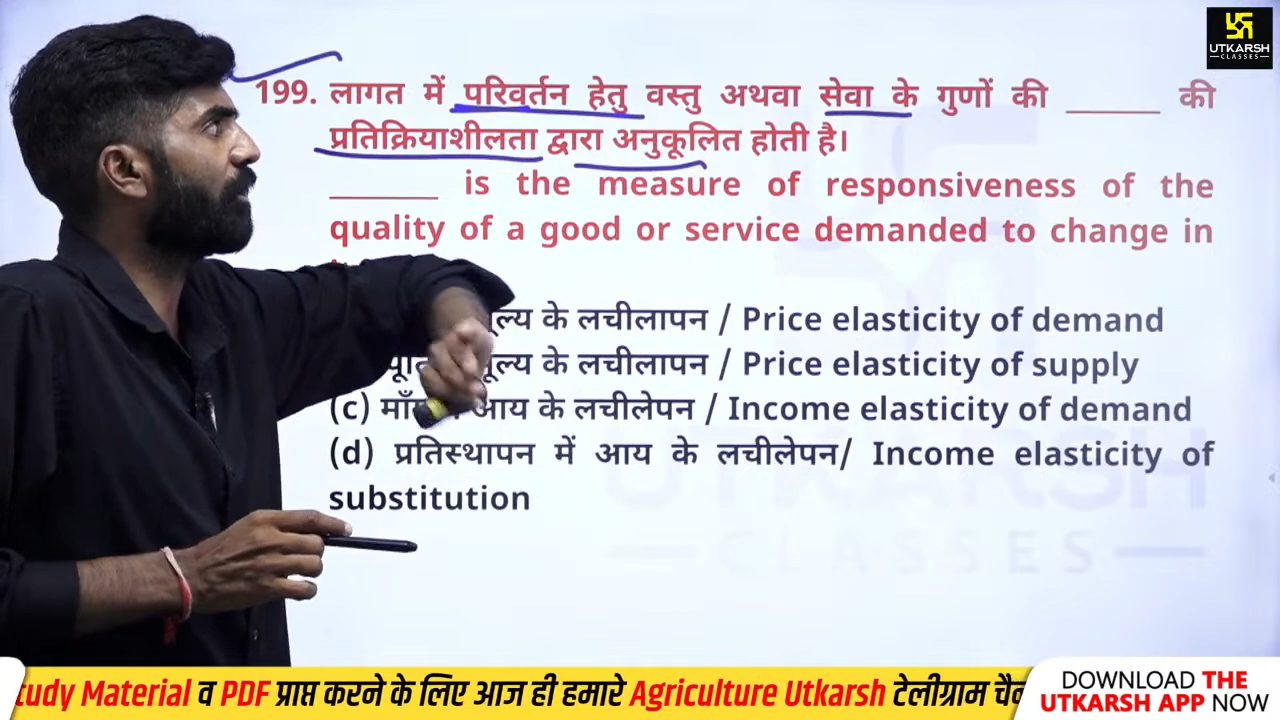 UTKARSH
CLASSES
199. लागत में परिवर्तन हेतु वस्तु अथवा सेवा के गुणों की ______ की
प्रतिक्रियाशीलता द्वारा अनुकूलित होती है।
______ is the measure of responsiveness of the
quality of a good or service demanded to change in
के लचीलापन / Price elasticity of demand
के लचीलापन / Price elasticity of supply
(c) आय के लचीलेपन / Income elasticity of demand
(d) प्रतिस्थापन में आय के लचीलेपन/ Income elasticity of
substitution
UTKARSH
CLASSES
Material व PDF प्राप्त करने के लिए आज ही हमारे Agriculture Utkarsh टेलीग्राम
DOWNLOAD THE
UTKARSH APP NOW